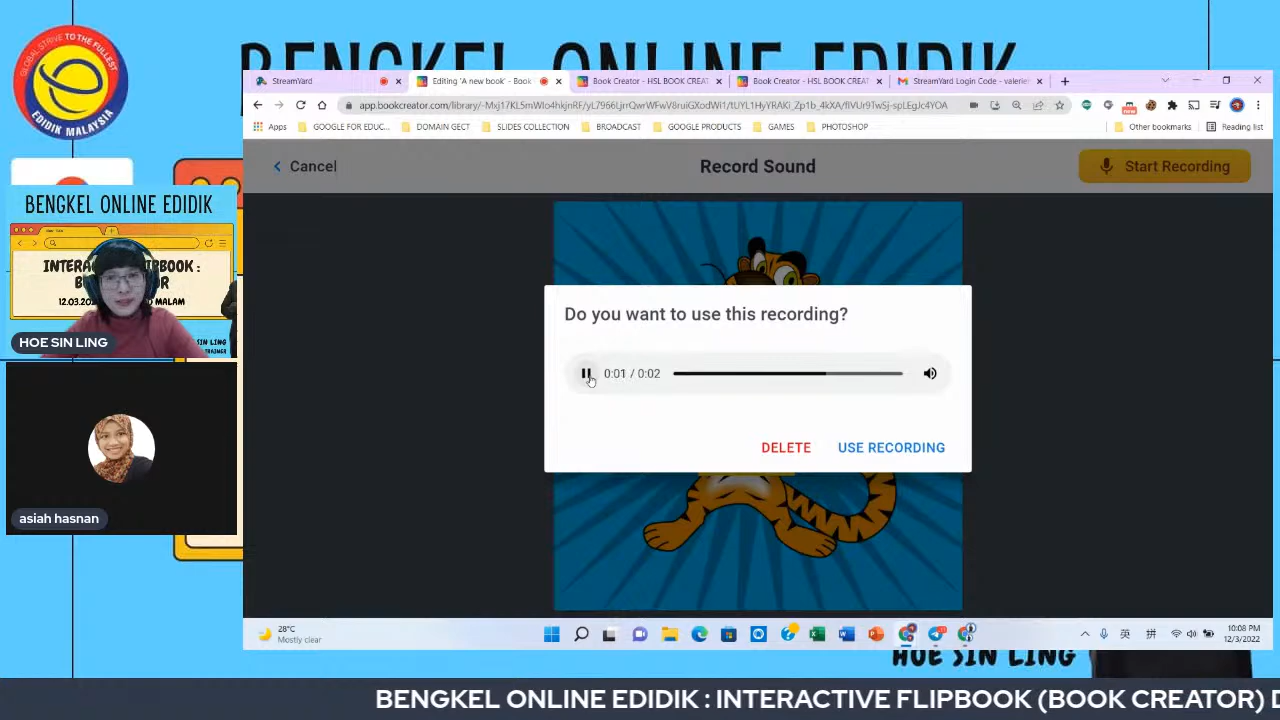 BENGKEL ONLINE EDIDIK
GLOBAL STRIVE TO THE FULLEST
EDIDIK MALAYSIA
StreamYard
Editing 'A new book' - Book
Book Creator - HSL BOOK CREAT
Book Creator - HSL BOOK CREAT
StreamYard Login Code - valerie
Apps
GOOGLE FOR EDUC...
DOMAIN GECT
SLIDES COLLECTION
BROADCAST
GOOGLE PRODUCTS
GAMES
PHOTOSHOP
Other bookmarks
Reading list
Cancel
Record Sound
Start Recording
BENGKEL ONLINE EDIDIK
12.03.20
MALAM
HOE SIN LING
asiah hasnan
Do you want to use this recording?
0:01 / 0:02
DELETE
USE RECORDING
28°C
Mostly clear
英
拼
10:08 PM
12/3/2022
HOE SIN LING
BENGKEL ONLINE EDIDIK : INTERACTIVE FLIPBOOK (BOOK CREATOR) D